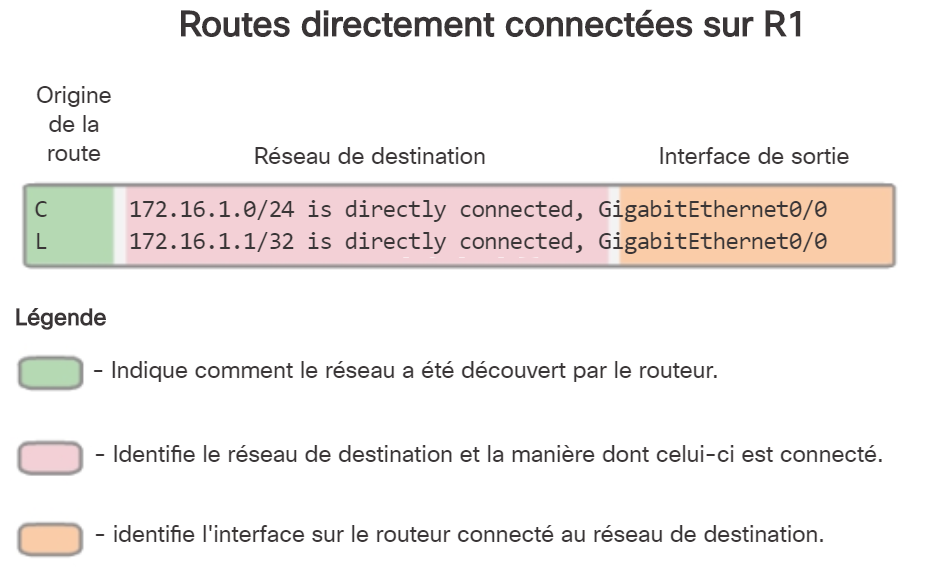 Routes directement connectées sur R1
Origine
de la
route
Réseau de destination
Interface de sortie
C 172.16.1.0/24 is directly connected, GigabitEthernet0/0
L 172.16.1.1/32 is directly connected, GigabitEthernet0/0
Légende
- Indique comment le réseau a été découvert par le routeur.
- Identifie le réseau de destination et la manière dont celui-ci est connecté.
- identifie l'interface sur le routeur connecté au réseau de destination.